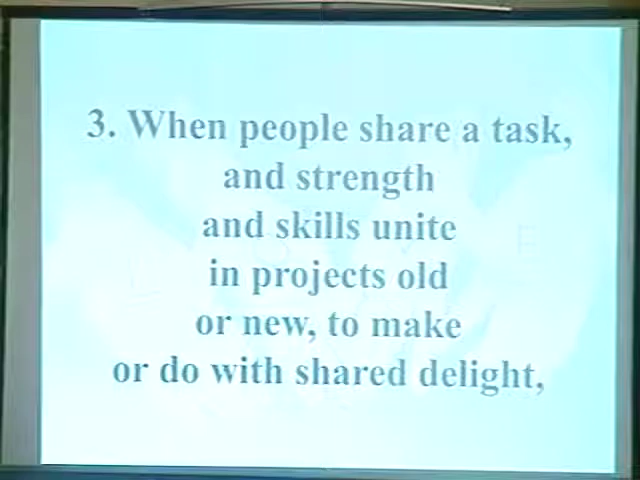 3. When people share a task,
and strength
and skills unite
in projects old
or new, to make
or do with shared delight,